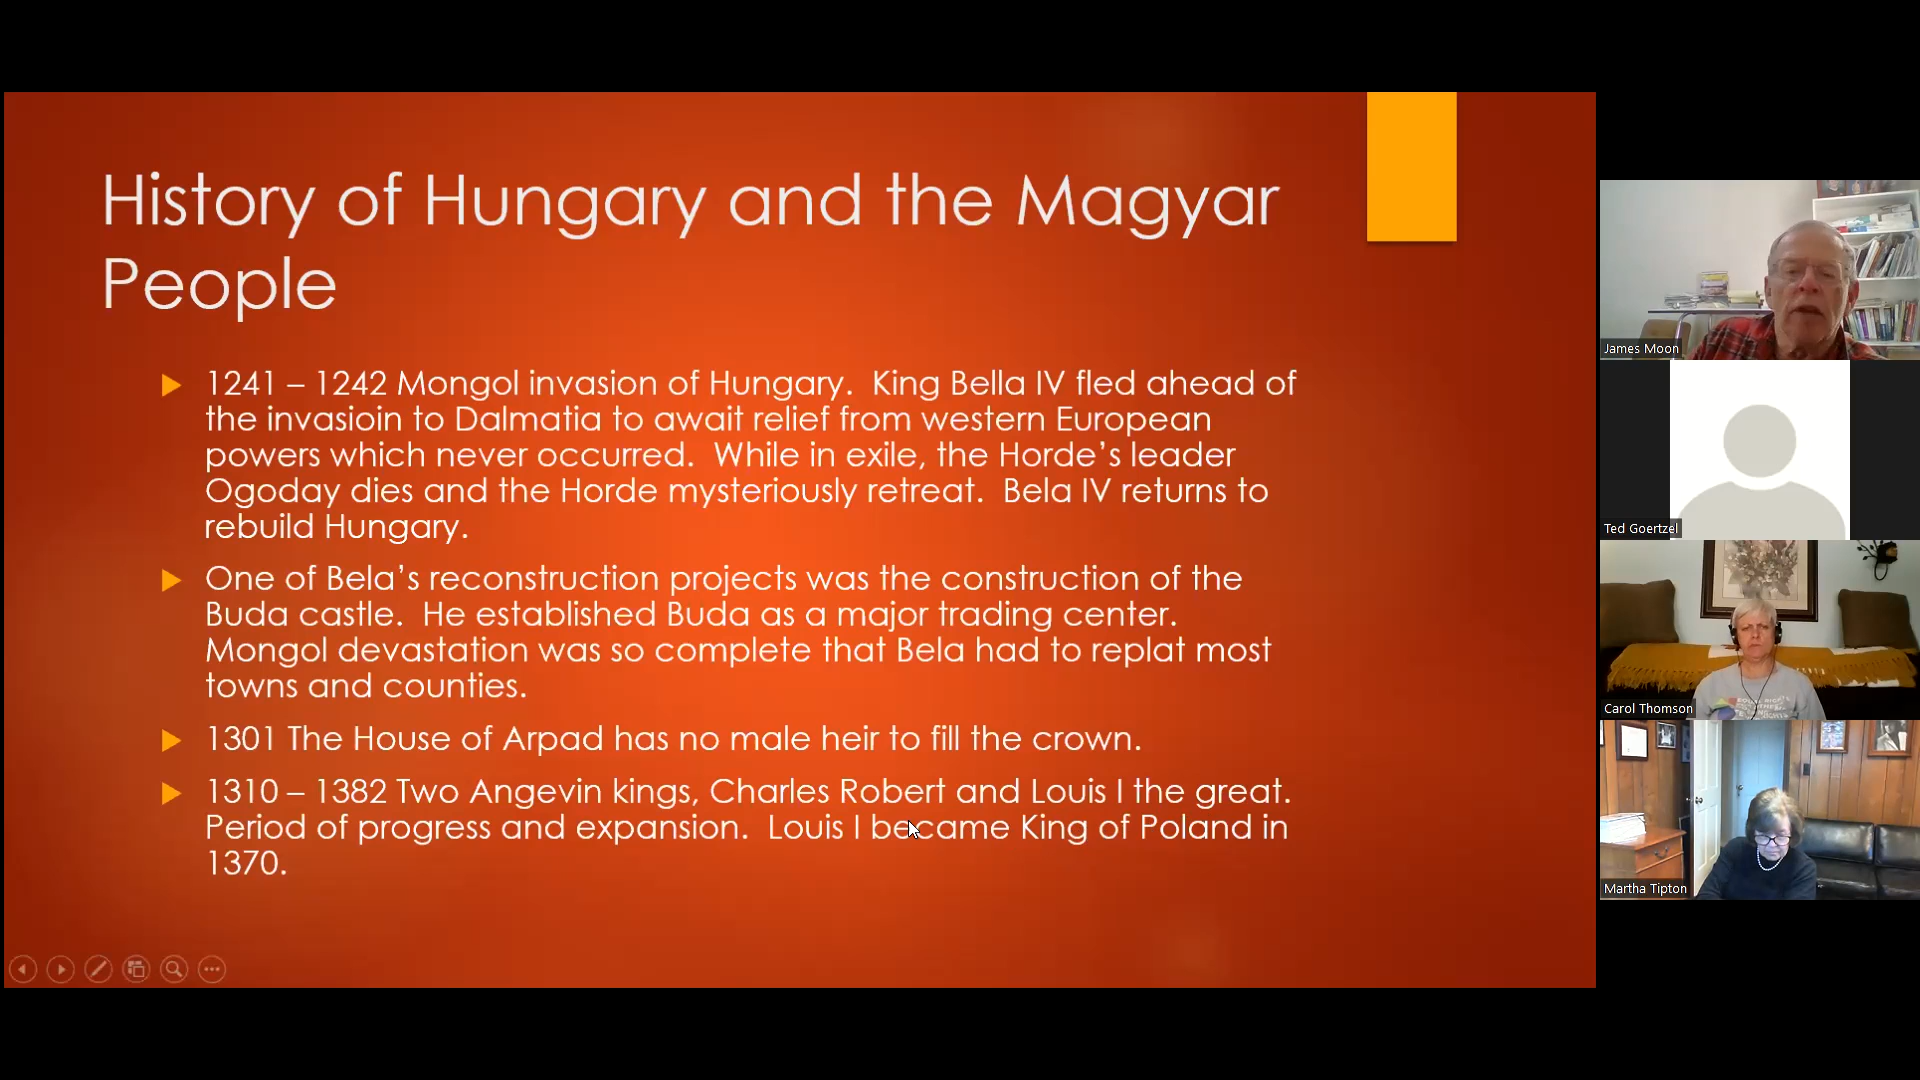 History of Hungary and the Magyar
People
1241 – 1242 Mongol invasion of Hungary.  King Bella IV fled ahead of
the invasioin to Dalmatia to await relief from western European
powers which never occurred.  While in exile, the Horde’s leader
Ogoday dies and the Horde mysteriously retreat.  Bela IV returns to
rebuild Hungary.
One of Bela’s reconstruction projects was the construction of the
Buda castle.  He established Buda as a major trading center.
Mongol devastation was so complete that Bela had to replat most
towns and counties.
1301 The House of Arpad has no male heir to fill the crown.
1310 – 1382 Two Angevin kings, Charles Robert and Louis I the great.
Period of progress and expansion.  Louis I became King of Poland in
1370.
James Moon
Ted Goertzel
Carol Thomson
Martha Tipton